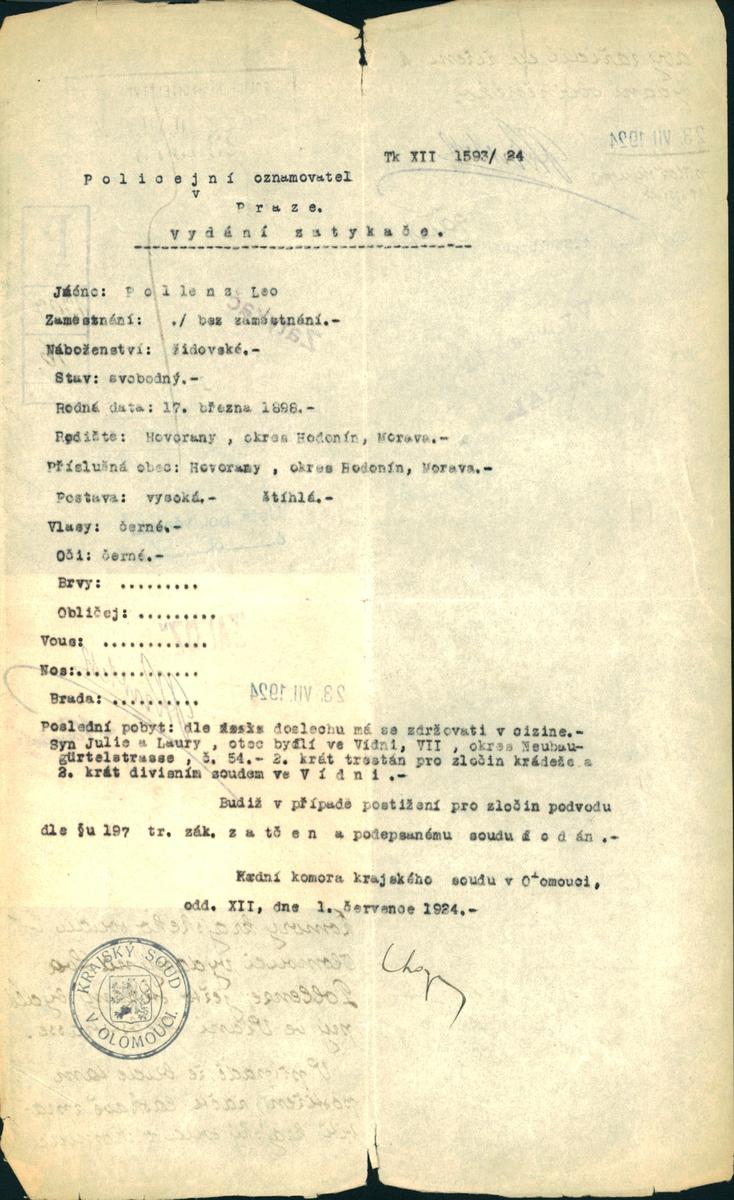 Tk XII 1593/ 24
Policejní oznamovatel
v
Praze.
vydání zatykače.
Jméno: Pollenz Leo
Zaměstnání: ./ bez zaměstnání.-
Náboženství: židovské.-
Stav: svobodný.-
Rodná data: 17. března 1898.-
Rodiště: Hovorany , okres Hodonín, Morava.-
Příslušná obec: Hovorany , okres Hodonín, Morava.-
Postava: vysoká.- štíhlá.-
Vlasy: černé.-
Oči: černé.-
Brvy: .........
Obličej: .........
Vous: ............
Nos:..............
Brada: ..........
23 VII. 1924
Poslední pobyt: dle doslechu má se zdržovati v cizine.-
Syn Julie a Laury , otec bydlí ve Vídni, VII , okres Neubau-
gürtelstrasse , č. 54.- 2. krát trestán pro zločin krádeže a
2. krát divisním soudem ve Vídni .-
Budiž v případě postižení pro zločin podvodu
dle §u 197 tr. zák. zatčen a podepsanému soudu dodán .-
Radní komora krajského soudu v Olomouci,
odd. XII, dne 1. července 1924.-
KRAJSKÝ SOUD
V OLOMOUCI.